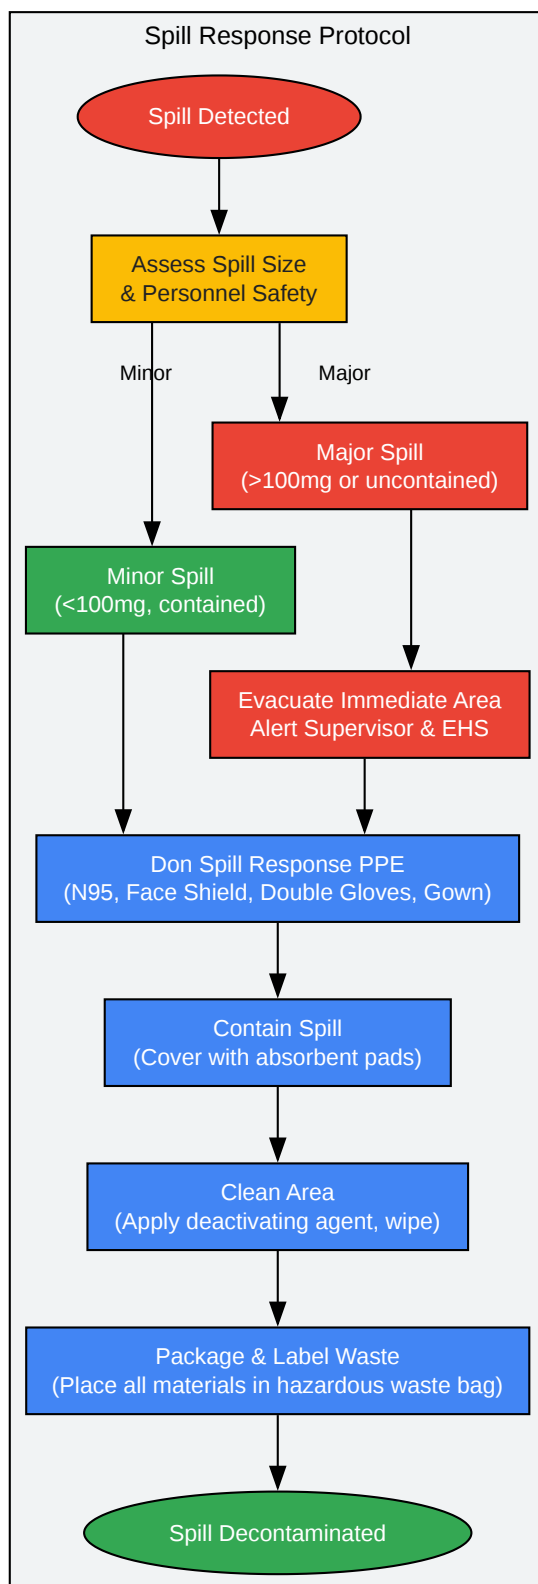 Spill Response Protocol
Spill Detected
Assess Spill Size
& Personnel Safety
Minor
Major
Major Spill
(>100mg or uncontained)
Minor Spill
(<100mg, contained)
Evacuate Immediate Area
Alert Supervisor & EHS
Don Spill Response PPE
(N95, Face Shield, Double Gloves, Gown)
Contain Spill
(Cover with absorbent pads)
Clean Area
(Apply deactivating agent, wipe)
Package & Label Waste
(Place all materials in hazardous waste bag)
Spill Decontaminated